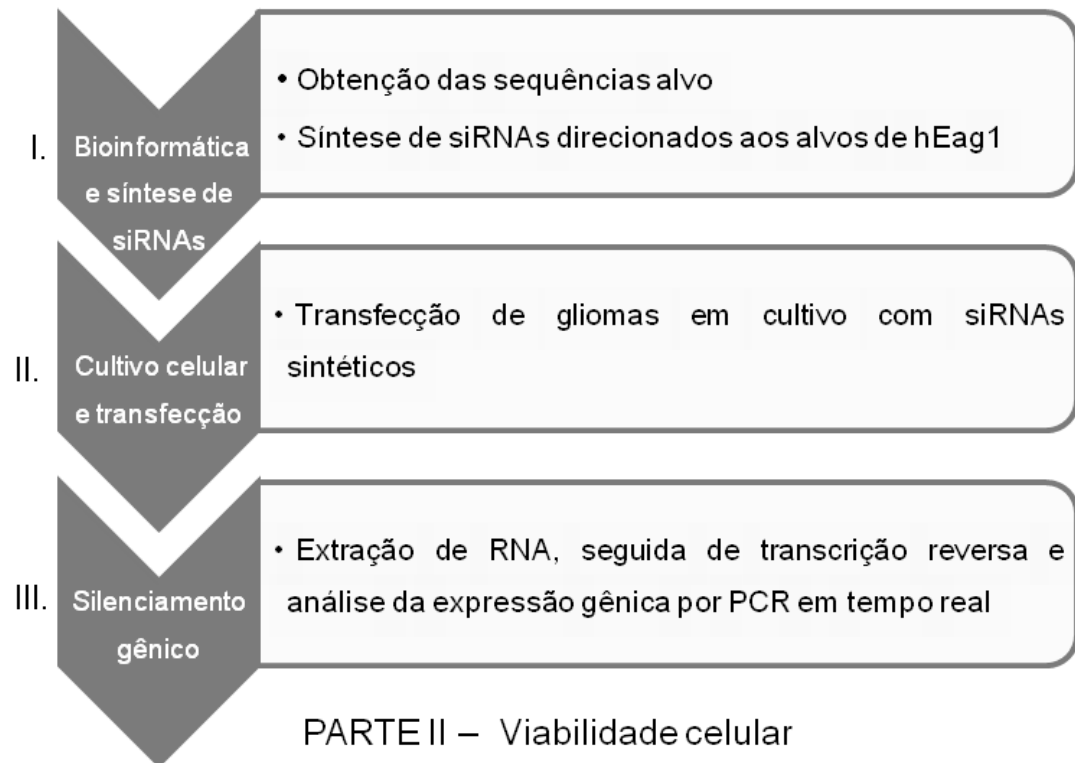 I.
Bioinformática
e síntese de
siRNAs
• Obtenção das sequências alvo
• Síntese de siRNAs direcionados aos alvos de hEag1
II.
Cultivo celular
e transfecção
• Transfecção de gliomas em cultivo com siRNAs
sintéticos
III.
Silenciamento
gênico
• Extração de RNA, seguida de transcrição reversa e
análise da expressão gênica por PCR em tempo real
PARTE II – Viabilidade celular